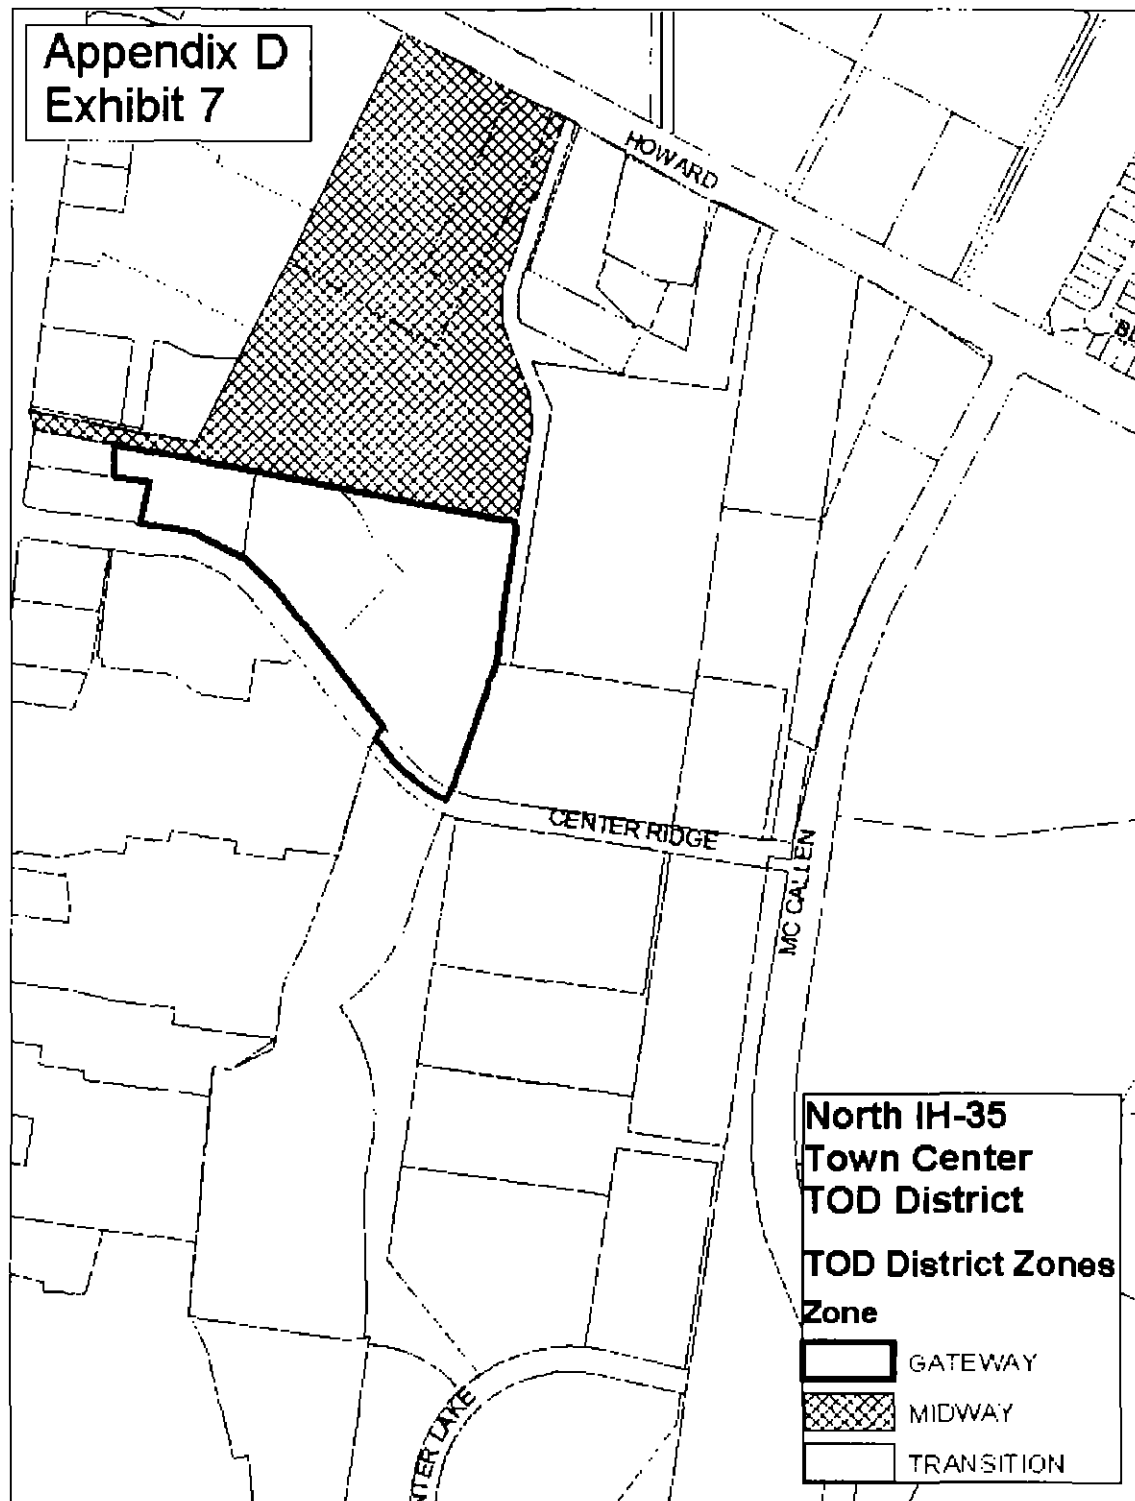 Appendix D
Exhibit 7
HOWARD
CENTER RIDGE
MC CALLEN
North IH-35
Town Center
TOD District
TOD District Zones
Zone
GATEWAY
MIDWAY
TRANSITION
LAKE